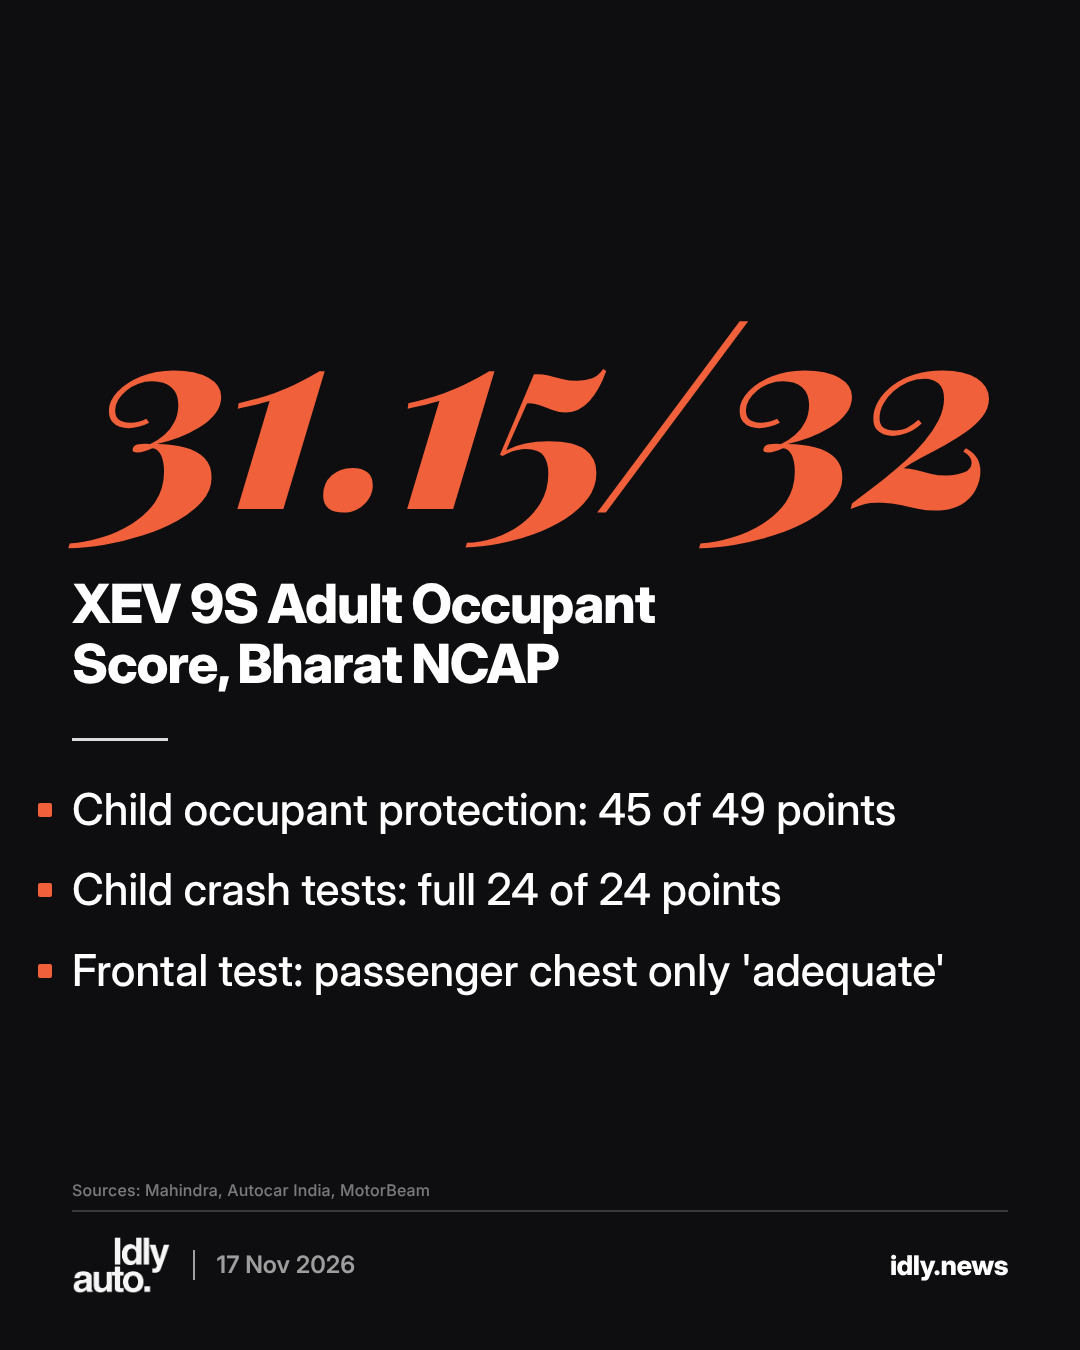 31.15/32
XEV 9S Adult Occupant
Score, Bharat NCAP
Child occupant protection: 45 of 49 points
Child crash tests: full 24 of 24 points
Frontal test: passenger chest only 'adequate'
Sources: Mahindra, Autocar India, MotorBeam
Idly
auto.
17 Nov 2026
idly.news